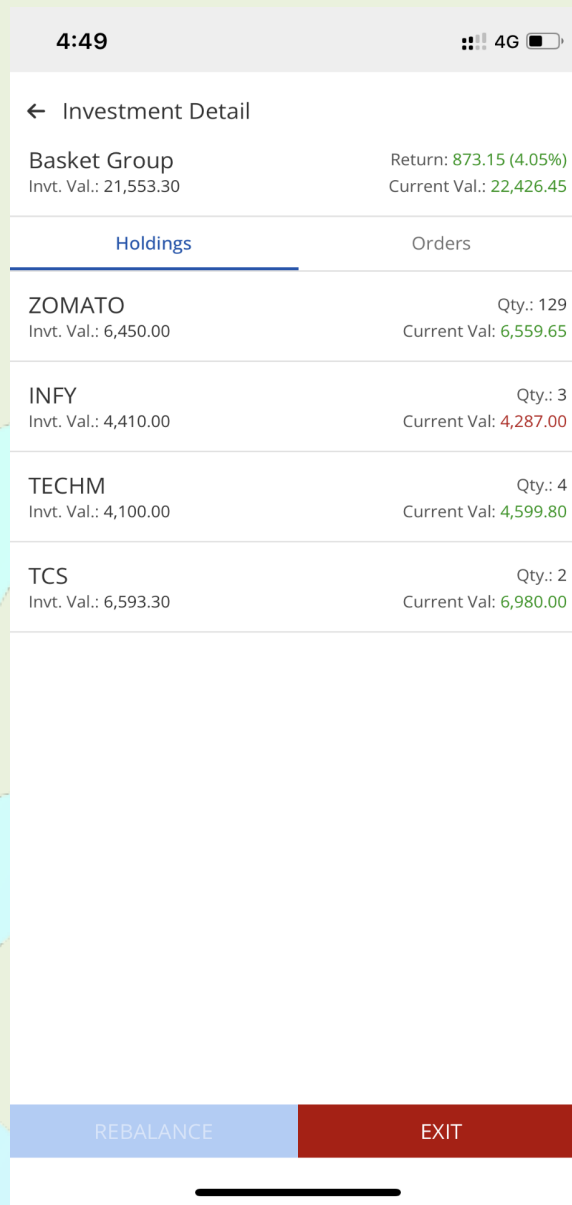 4:49 4G
← Investment Detail
Basket Group Return: 873.15 (4.05%)
Invt. Val.: 21,553.30 Current Val.: 22,426.45
Holdings Orders
ZOMATO Qty.: 129
Invt. Val.: 6,450.00 Current Val: 6,559.65
INFY Qty.: 3
Invt. Val.: 4,410.00 Current Val: 4,287.00
TECHM Qty.: 4
Invt. Val.: 4,100.00 Current Val: 4,599.80
TCS Qty.: 2
Invt. Val.: 6,593.30 Current Val: 6,980.00
REBALANCE EXIT